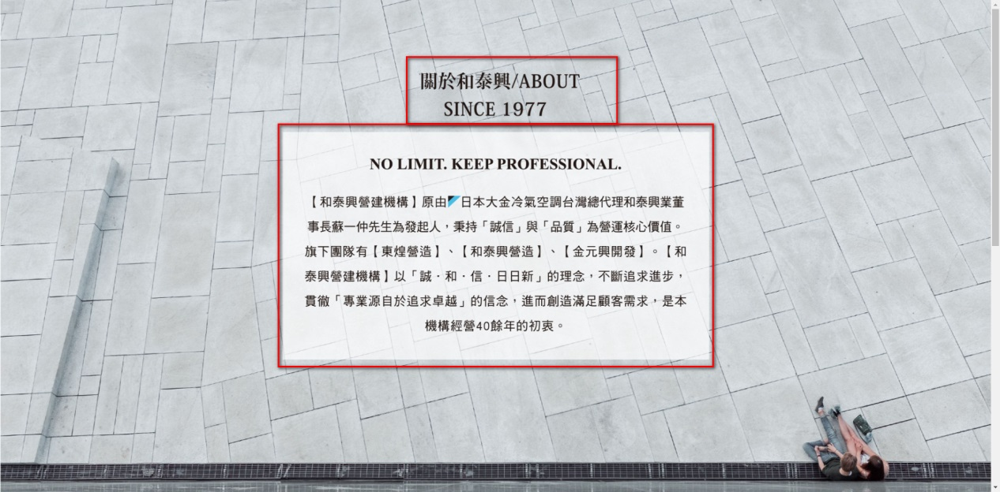 關於和泰興/ABOUT
SINCE 1977
NO LIMIT. KEEP PROFESSIONAL.
【和泰興營建機構】原由日本大金冷氣空調台灣總代理和泰興業董
事長蘇一仲先生為發起人，秉持「誠信」與「品質」為營運核心價值。
旗下團隊有【東煌營造】、【和泰興營造】、【金元興開發】。【和
泰興營建機構】以「誠．和．信．日日新」的理念，不斷追求進步，
貫徹「專業源自於追求卓越」的信念，進而創造滿足顧客需求，是本
機構經營40餘年的初衷。